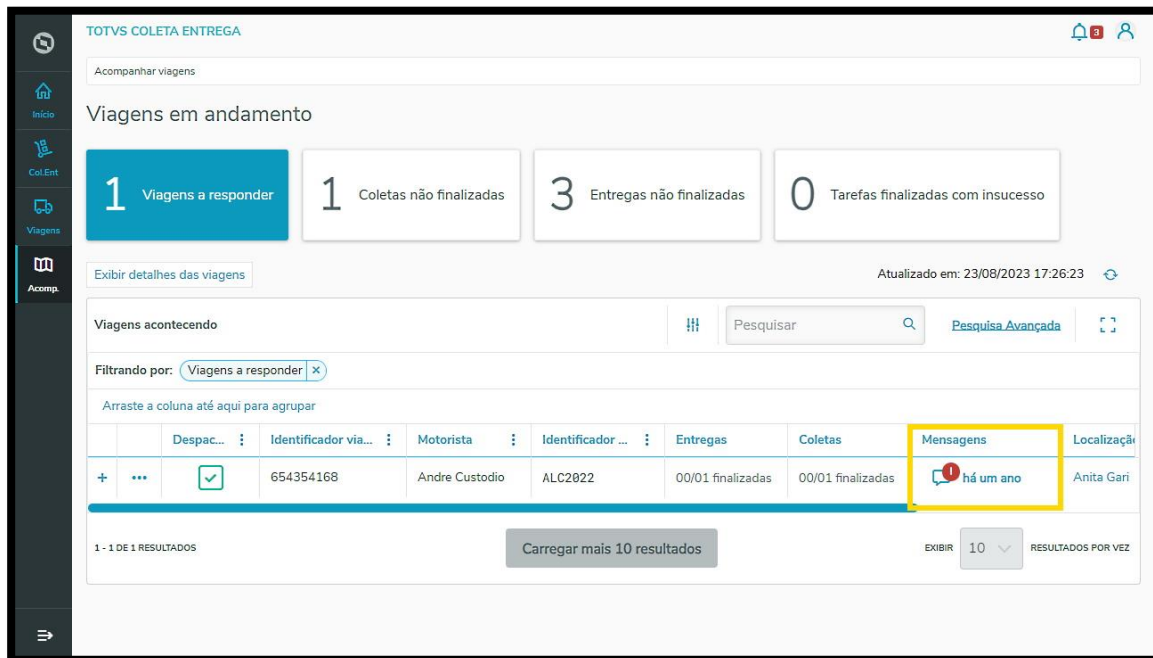 TOTVS COLETA ENTREGA
3
Acompanhar viagens
Início
Viagens em andamento
Col.Ent
1 Viagens a responder
1 Coletas não finalizadas
3 Entregas não finalizadas
0 Tarefas finalizadas com insucesso
Viagens
Acomp.
Exibir detalhes das viagens
Atualizado em: 23/08/2023 17:26:23
Viagens acontecendo
Pesquisar
Pesquisa Avançada
Filtrando por: Viagens a responder ×
Arraste a coluna até aqui para agrupar
Despac... Identificador via... Motorista Identificador ... Entregas Coletas Mensagens Localizaçã
+ ... 654354168 Andre Custodio ALC2022 00/01 finalizadas 00/01 finalizadas ! há um ano Anita Gari
1 - 1 DE 1 RESULTADOS
Carregar mais 10 resultados
EXIBIR 10 RESULTADOS POR VEZ